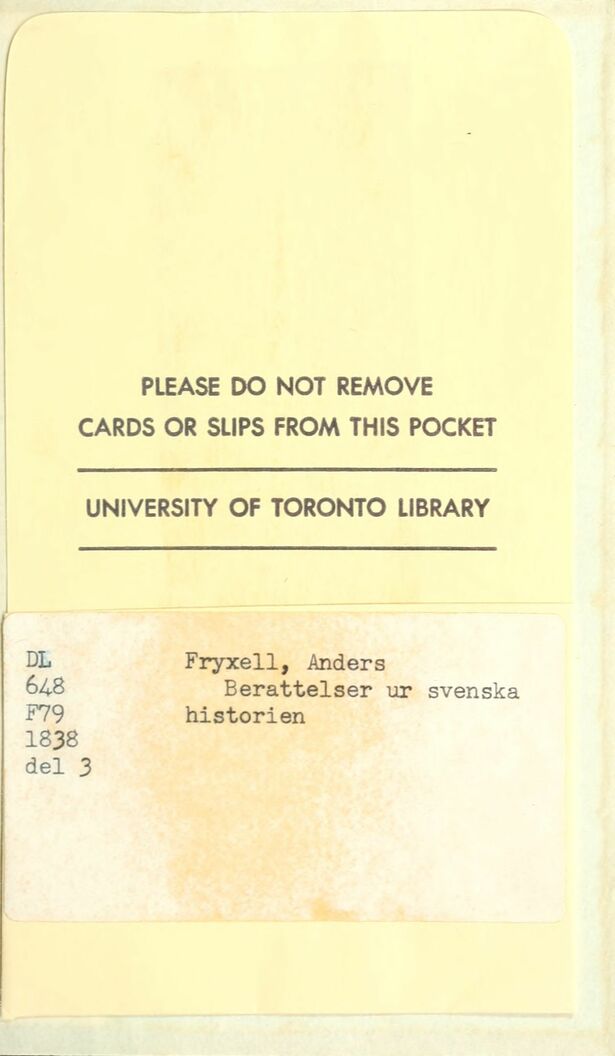 PLEASE DO NOT REMOVE
CARDS OR SLIPS FROM THIS POCKET
UNIVERSITY OF TORONTO LIBRARY
DL
648
F79
1838
del 3
Fryxell, Anders
Berattelser ur svenska
historien